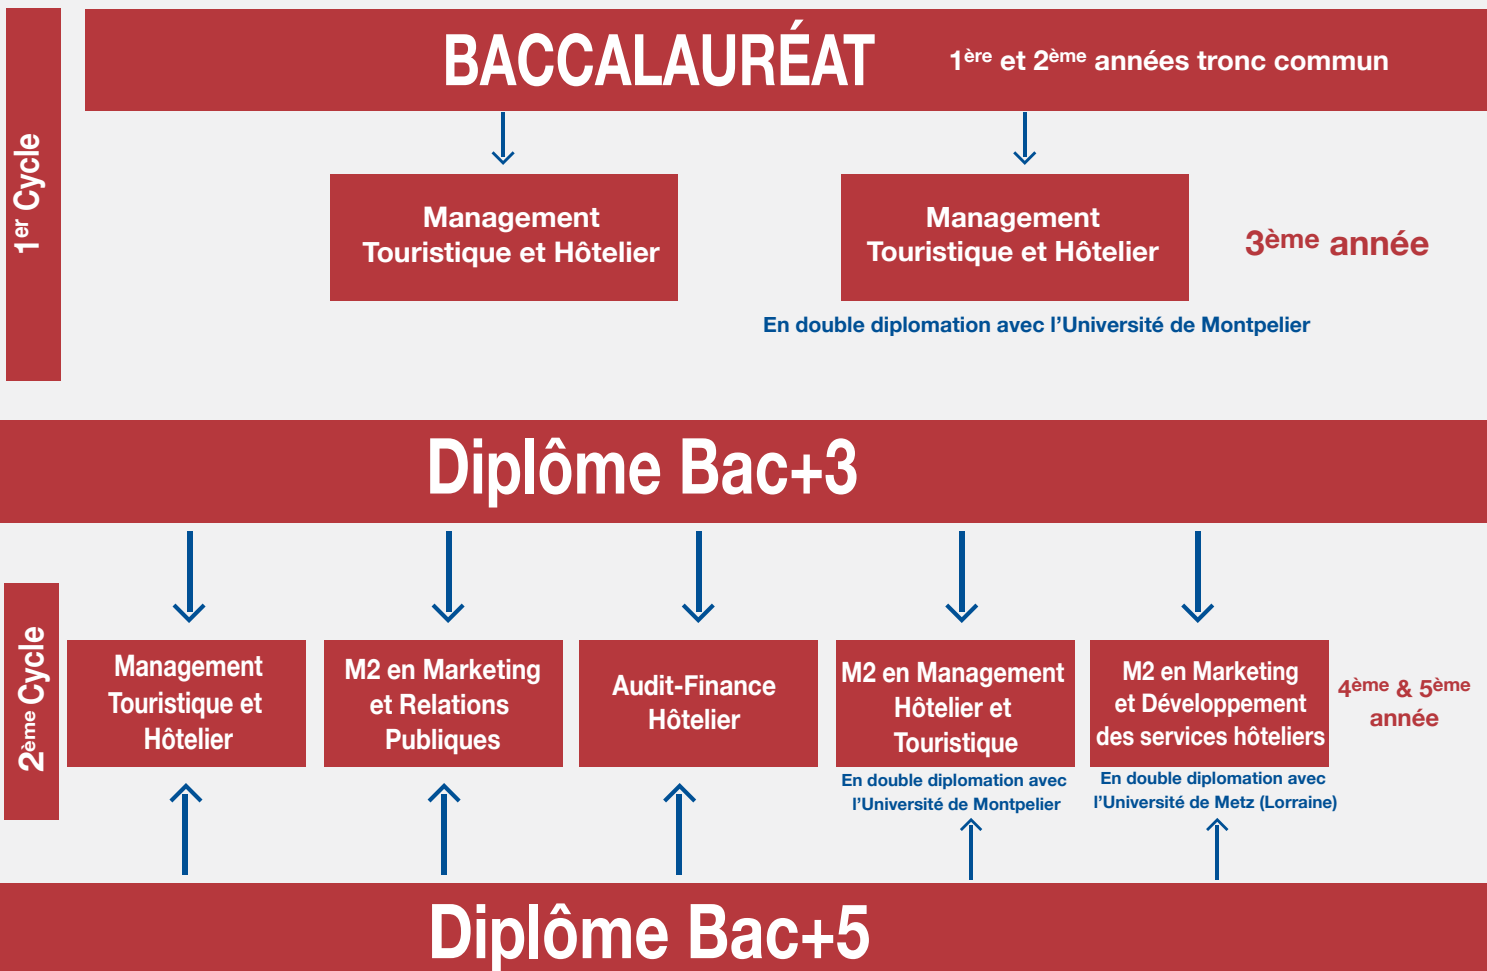 1er Cycle
BACCALAURÉAT 1ère et 2ème années tronc commun
Management
Touristique et Hôtelier
Management
Touristique et Hôtelier
3ème année
En double diplomation avec l’Université de Montpelier
Diplôme Bac+3
2ème Cycle
Management
Touristique et
Hôtelier
M2 en Marketing
et Relations
Publiques
Audit-Finance
Hôtelier
M2 en Management
Hôtelier et
Touristique
En double diplomation avec
l’Université de Montpelier
M2 en Marketing
et Développement
des services hôteliers
En double diplomation avec
l’Université de Metz (Lorraine)
4ème & 5ème
année
Diplôme Bac+5